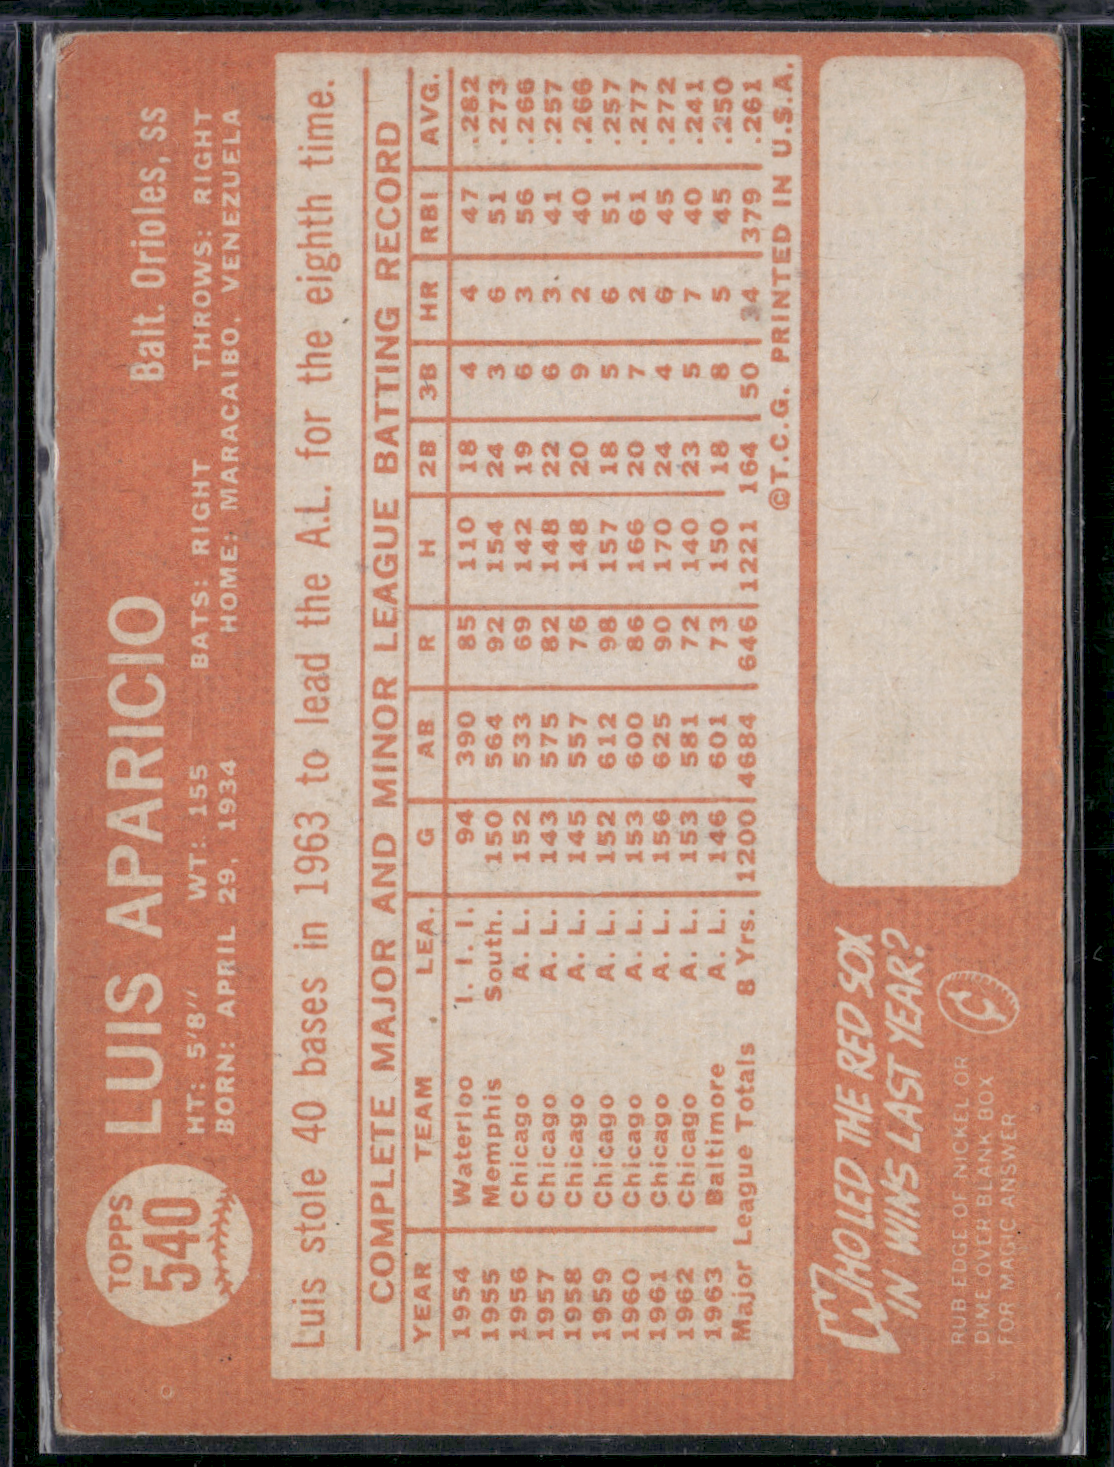 TOPPS
540
LUIS APARICIO
Balt. Orioles, SS
HT: 5'8" WT: 155 BATS: RIGHT THROWS: RIGHT
BORN: APRIL 29, 1934 HOME: MARACAIBO, VENEZUELA
Luis stole 40 bases in 1963 to lead the A.L. for the eighth time.
COMPLETE MAJOR AND MINOR LEAGUE BATTING RECORD
YEAR TEAM LEA. G AB R H 2B 3B HR RBI AVG.
1954 Waterloo I. I. I. 94 390 85 110 18 4 4 47 .282
1955 Memphis South. 150 564 92 154 24 3 6 51 .273
1956 Chicago A. L. 152 533 69 142 19 6 3 56 .266
1957 Chicago A. L. 143 575 82 148 22 6 3 41 .257
1958 Chicago A. L. 145 557 76 148 20 9 2 40 .266
1959 Chicago A. L. 152 612 98 157 18 5 6 51 .257
1960 Chicago A. L. 153 600 86 166 20 7 2 61 .277
1961 Chicago A. L. 156 625 90 170 24 4 6 45 .272
1962 Chicago A. L. 153 581 72 140 23 5 7 40 .241
1963 Baltimore A. L. 146 601 73 150 18 8 5 45 .250
Major League Totals 8 Yrs. 1200 4684 646 1221 164 50 34 379 .261
©T.C.G. PRINTED IN U.S.A.
WHO LED THE RED SOX
IN WINS LAST YEAR?
RUB EDGE OF NICKEL OR
DIME OVER BLANK BOX
FOR MAGIC ANSWER